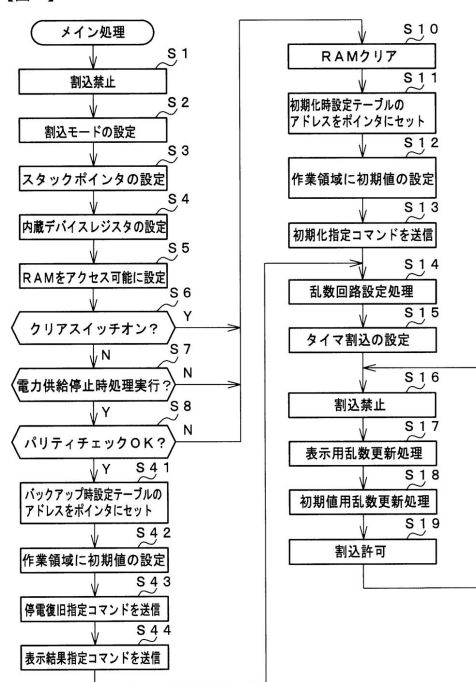 メイン処理
S1
割込禁止
S2
割込モードの設定
S3
スタックポインタの設定
S4
内蔵デバイスレジスタの設定
S5
RAMをアクセス可能に設定
S6
クリアスイッチオン?
Y
N
S7
電力供給停止時処理実行?
N
Y
S8
パリティチェックOK?
N
Y
S41
バックアップ時設定テーブルの
アドレスをポインタにセット
S42
作業領域に初期値の設定
S43
停電復旧指定コマンドを送信
S44
表示結果指定コマンドを送信
S10
RAMクリア
S11
初期化時設定テーブルの
アドレスをポインタにセット
S12
作業領域に初期値の設定
S13
初期化指定コマンドを送信
S14
乱数回路設定処理
S15
タイマ割込の設定
S16
割込禁止
S17
表示用乱数更新処理
S18
初期値用乱数更新処理
S19
割込許可